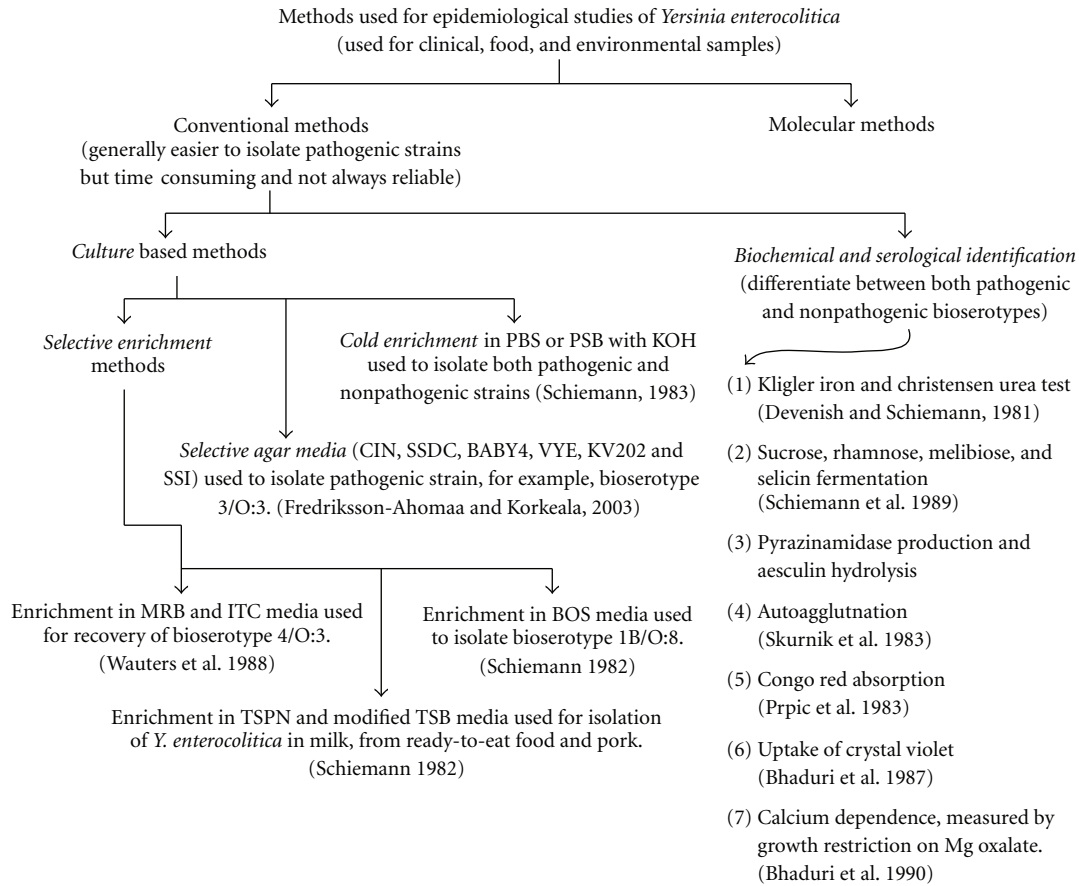 Methods used for epidemiological studies of Yersinia enterocolitica
(used for clinical, food, and environmental samples)
Conventional methods
(generally easier to isolate pathogenic strains
but time consuming and not always reliable)
Molecular methods
Culture based methods
Biochemical and serological identification
(differentiate between both pathogenic
and nonpathogenic bioserotypes)
Selective enrichment
methods
Cold enrichment in PBS or PSB with KOH
used to isolate both pathogenic and
nonpathogenic strains (Schiemann, 1983)
Selective agar media (CIN, SSDC, BABY4, VYE, KV202 and
SSI) used to isolate pathogenic strain, for example, bioserotype
3/O:3. (Fredriksson-Ahomaa and Korkeala, 2003)
Enrichment in MRB and ITC media used
for recovery of bioserotype 4/O:3.
(Wauters et al. 1988)
Enrichment in BOS media used
to isolate bioserotype 1B/O:8.
(Schiemann 1982)
Enrichment in TSPN and modified TSB media used for isolation
of Y. enterocolitica in milk, from ready-to-eat food and pork.
(Schiemann 1982)
(1) Kligler iron and christensen urea test
(Devenish and Schiemann, 1981)
(2) Sucrose, rhamnose, melibiose, and
selicin fermentation
(Schiemann et al. 1989)
(3) Pyrazinamidase production and
aesculin hydrolysis
(4) Autoagglutnation
(Skurnik et al. 1983)
(5) Congo red absorption
(Prpic et al. 1983)
(6) Uptake of crystal violet
(Bhaduri et al. 1987)
(7) Calcium dependence, measured by
growth restriction on Mg oxalate.
(Bhaduri et al. 1990)